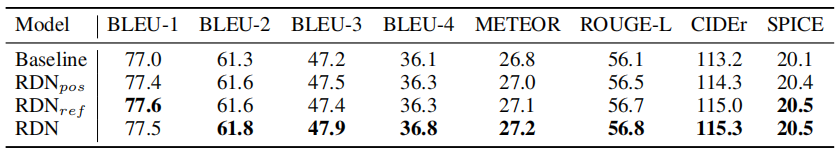 Model BLEU-1 BLEU-2 BLEU-3 BLEU-4 METEOR ROUGE-L CIDEr SPICE
Baseline 77.0 61.3 47.2 36.1 26.8 56.1 113.2 20.1
RDNpos 77.4 61.6 47.5 36.3 27.0 56.5 114.3 20.4
RDNref 77.6 61.6 47.4 36.3 27.1 56.7 115.0 20.5
RDN 77.5 61.8 47.9 36.8 27.2 56.8 115.3 20.5